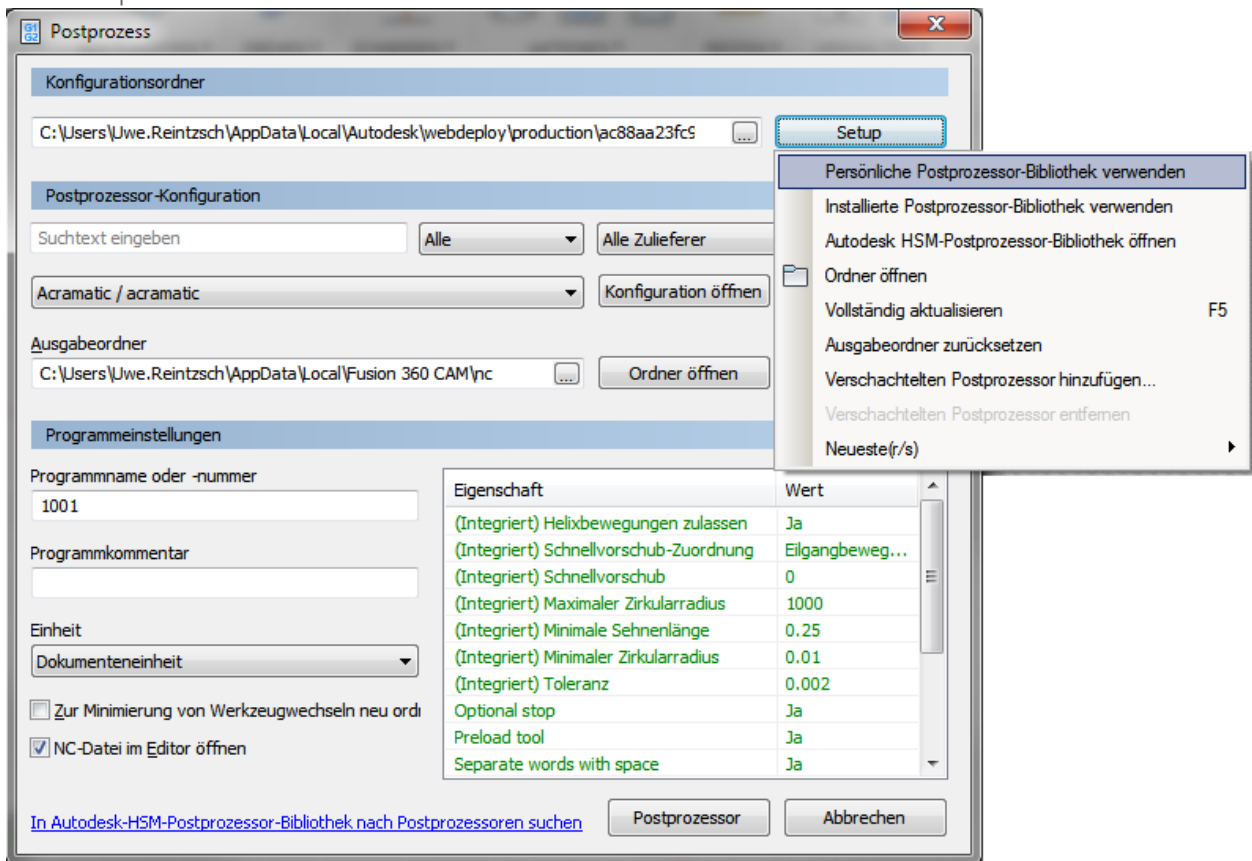 G1
G2
Postprozess
Konfigurationsordner
C:\Users\Uwe.Reintzsch\AppData\Local\Autodesk\webdeploy\production\ac88aa23fc9
...
Setup
Persönliche Postprozessor-Bibliothek verwenden
Installierte Postprozessor-Bibliothek verwenden
Autodesk HSM-Postprozessor-Bibliothek öffnen
Ordner öffnen
Vollständig aktualisieren F5
Ausgabeordner zurücksetzen
Verschachtelten Postprozessor hinzufügen...
Verschachtelten Postprozessor entfernen
Neueste(r/s)
Postprozessor-Konfiguration
Suchtext eingeben
Alle
Alle Zulieferer
Acramatic / acramatic
Konfiguration öffnen
Ausgabeordner
C:\Users\Uwe.Reintzsch\AppData\Local\Fusion 360 CAM\nc
...
Ordner öffnen
Programmeinstellungen
Programmname oder -nummer
1001
Programmkommentar
Einheit
Dokumenteneinheit
Zur Minimierung von Werkzeugwechseln neu ord
NC-Datei im Editor öffnen
Eigenschaft Wert
(Integriert) Helixbewegungen zulassen Ja
(Integriert) Schnellvorschub-Zuordnung Eilgangbeweg...
(Integriert) Schnellvorschub 0
(Integriert) Maximaler Zirkularradius 1000
(Integriert) Minimale Sehnenlänge 0.25
(Integriert) Minimaler Zirkularradius 0.01
(Integriert) Toleranz 0.002
Optional stop Ja
Preload tool Ja
Separate words with space Ja
In Autodesk-HSM-Postprozessor-Bibliothek nach Postprozessoren suchen
Postprozessor
Abbrechen